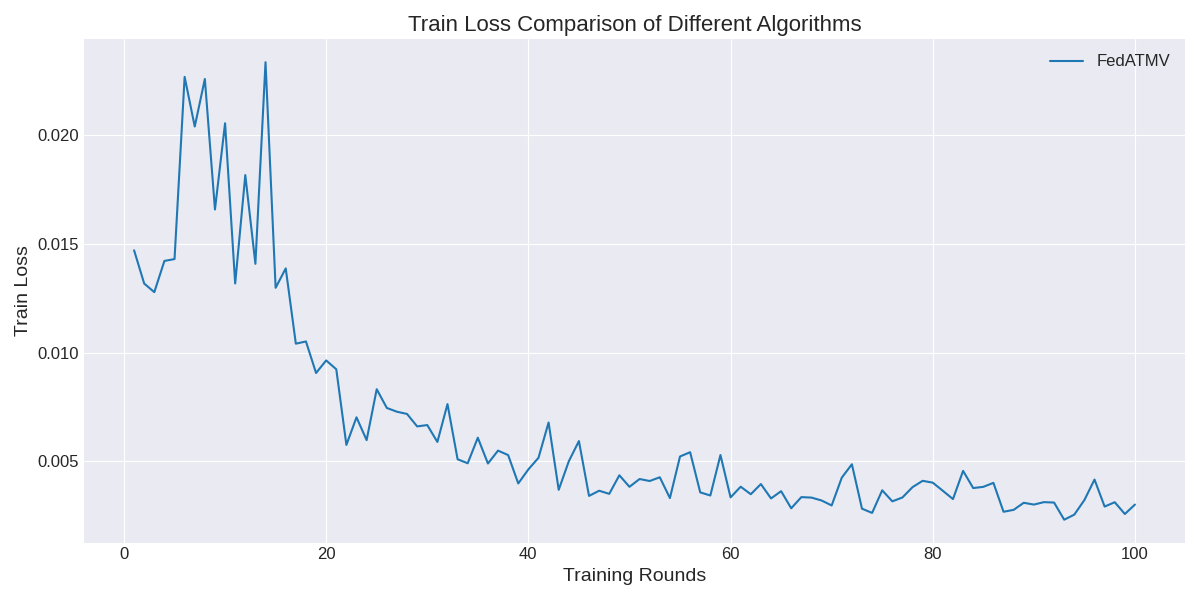 Train Loss Comparison of Different Algorithms
FedATMV
0.020
0.015
0.010
0.005
Train Loss
0 20 40 60 80 100
Training Rounds